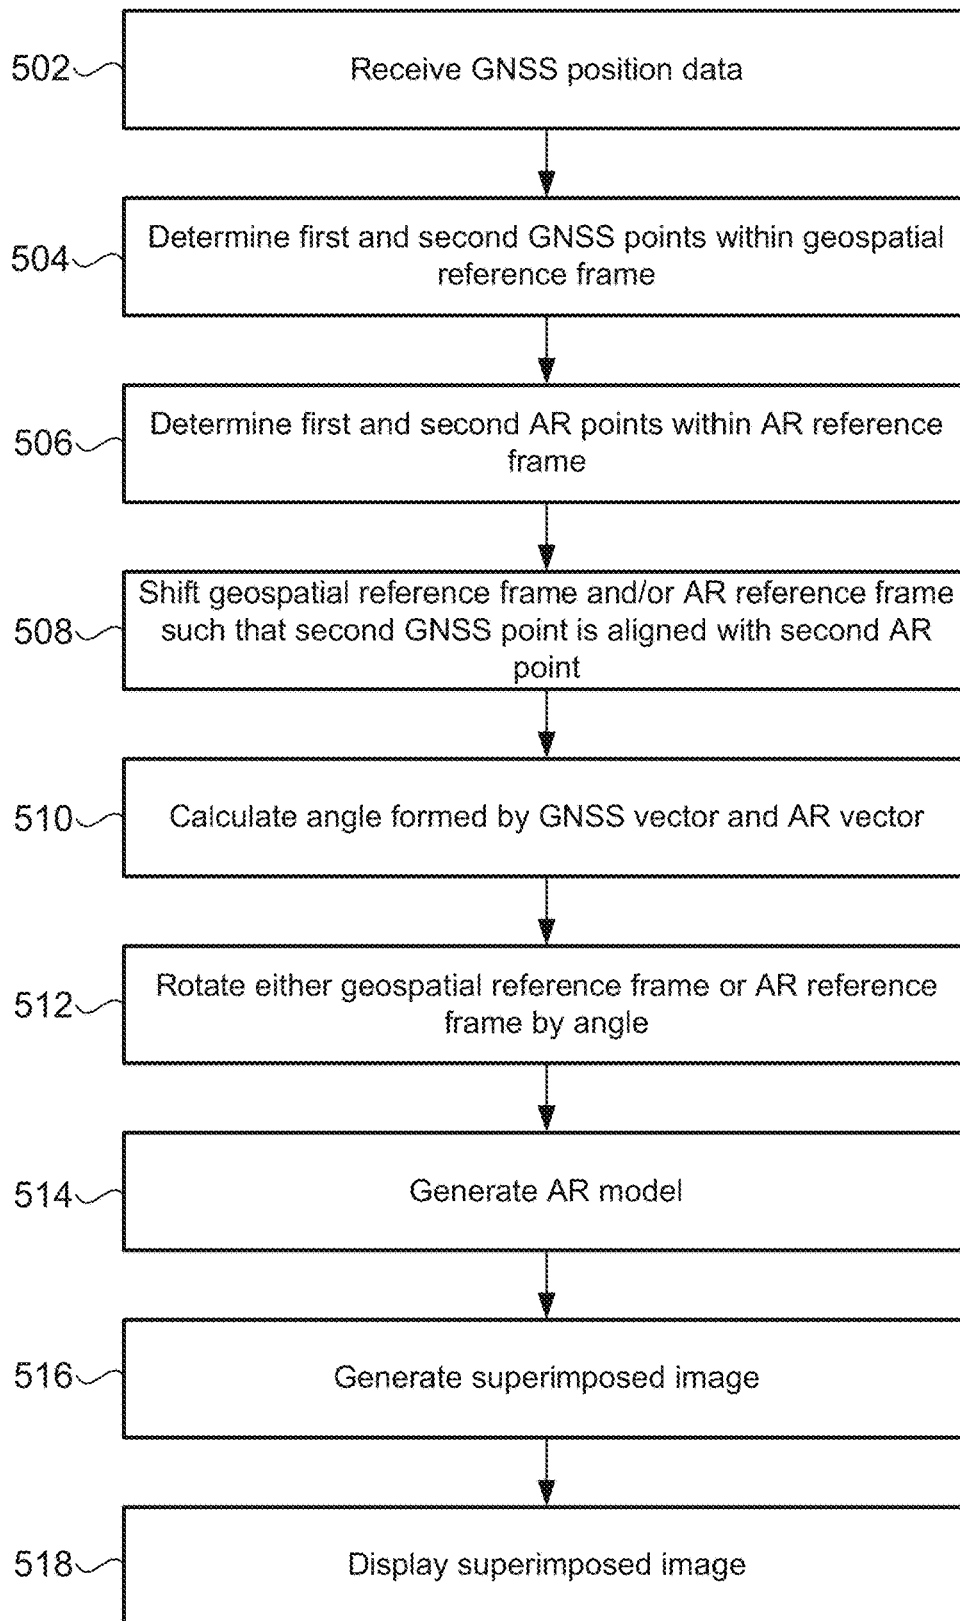 502
Receive GNSS position data
504
Determine first and second GNSS points within geospatial
reference frame
506
Determine first and second AR points within AR reference
frame
508
Shift geospatial reference frame and/or AR reference frame
such that second GNSS point is aligned with second AR
point
510
Calculate angle formed by GNSS vector and AR vector
512
Rotate either geospatial reference frame or AR reference
frame by angle
514
Generate AR model
516
Generate superimposed image
518
Display superimposed image